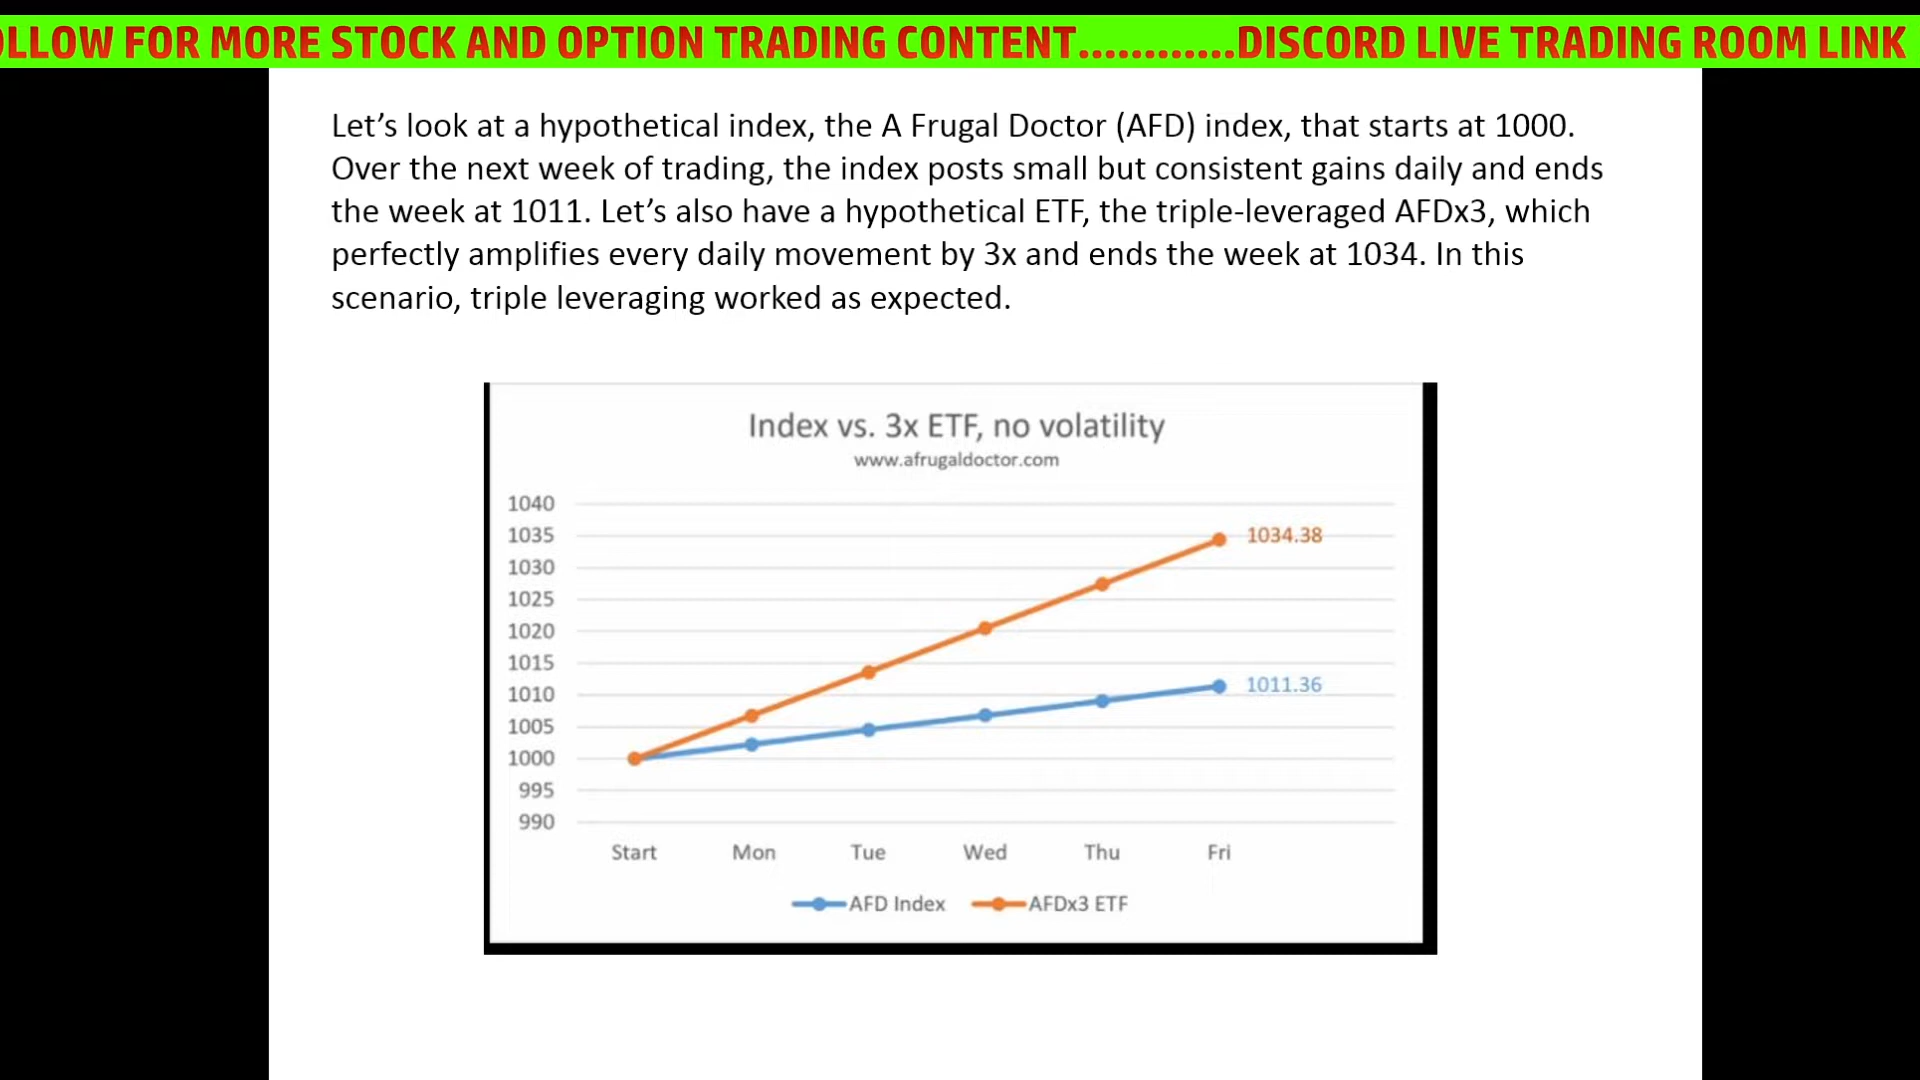 OLLOW FOR MORE STOCK AND OPTION TRADING CONTENT............DISCORD LIVE TRADING ROOM LINK
Let’s look at a hypothetical index, the A Frugal Doctor (AFD) index, that starts at 1000.
Over the next week of trading, the index posts small but consistent gains daily and ends
the week at 1011. Let’s also have a hypothetical ETF, the triple-leveraged AFDx3, which
perfectly amplifies every daily movement by 3x and ends the week at 1034. In this
scenario, triple leveraging worked as expected.
Index vs. 3x ETF, no volatility
www.afrugaldoctor.com
1040
1035
1034.38
1030
1025
1020
1015
1010
1011.36
1005
1000
995
990
Start Mon Tue Wed Thu Fri
AFD Index AFDx3 ETF